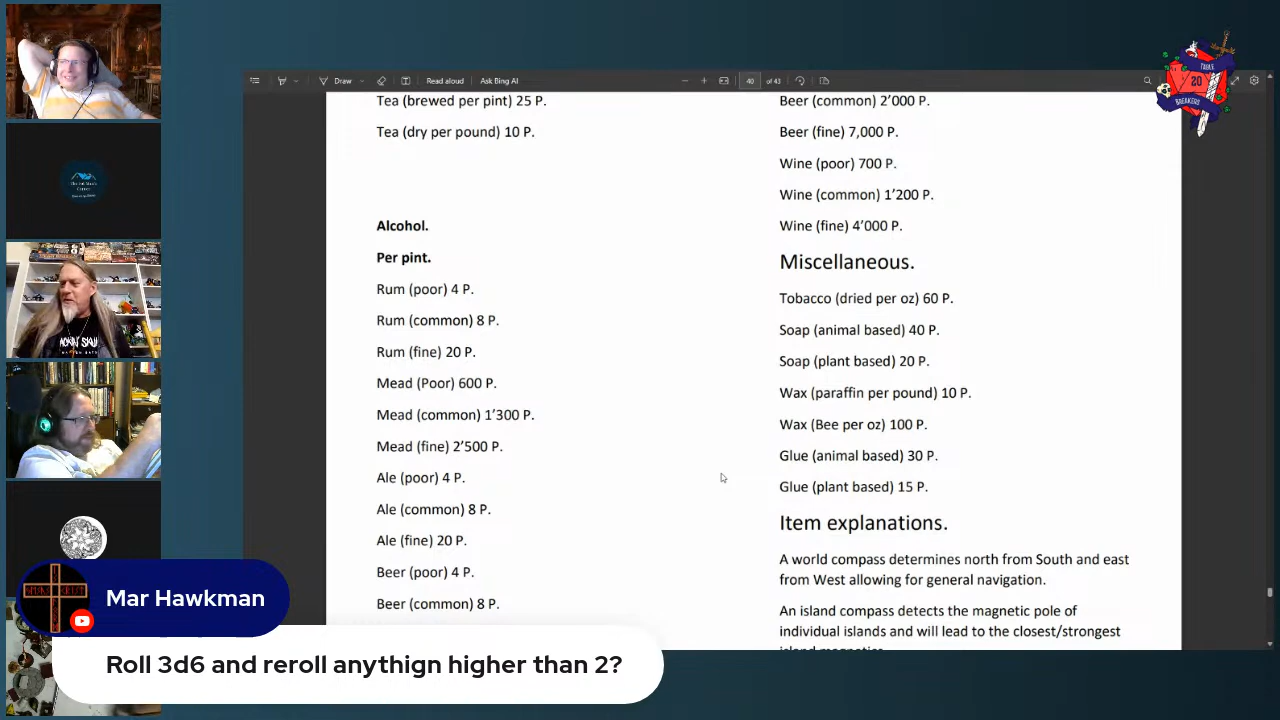 Draw
Read aloud
Ask Bing AI
40 of 43
TABLE
20
BREAKERS
Tea (brewed per pint) 25 P.
Tea (dry per pound) 10 P.
Alcohol.
Per pint.
Rum (poor) 4 P.
Rum (common) 8 P.
Rum (fine) 20 P.
Mead (Poor) 600 P.
Mead (common) 1’300 P.
Mead (fine) 2’500 P.
Ale (poor) 4 P.
Ale (common) 8 P.
Ale (fine) 20 P.
Beer (poor) 4 P.
Beer (common) 8 P.
Beer (common) 2’000 P.
Beer (fine) 7,000 P.
Wine (poor) 700 P.
Wine (common) 1’200 P.
Wine (fine) 4’000 P.
Miscellaneous.
Tobacco (dried per oz) 60 P.
Soap (animal based) 40 P.
Soap (plant based) 20 P.
Wax (paraffin per pound) 10 P.
Wax (Bee per oz) 100 P.
Glue (animal based) 30 P.
Glue (plant based) 15 P.
Item explanations.
A world compass determines north from South and east
from West allowing for general navigation.
An island compass detects the magnetic pole of
individual islands and will lead to the closest/strongest
Mar Hawkman
Roll 3d6 and reroll anythign higher than 2?